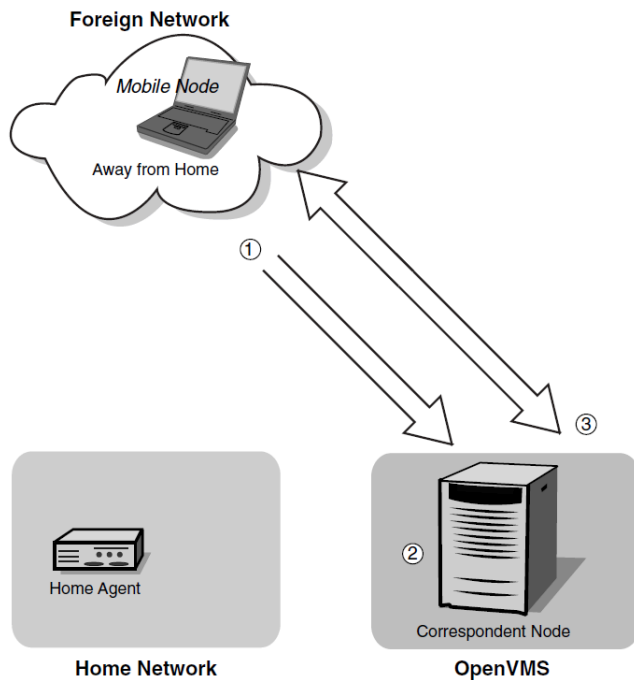 Foreign Network
Mobile Node
Away from Home
①
③
②
Home Agent
Correspondent Node
Home Network
OpenVMS